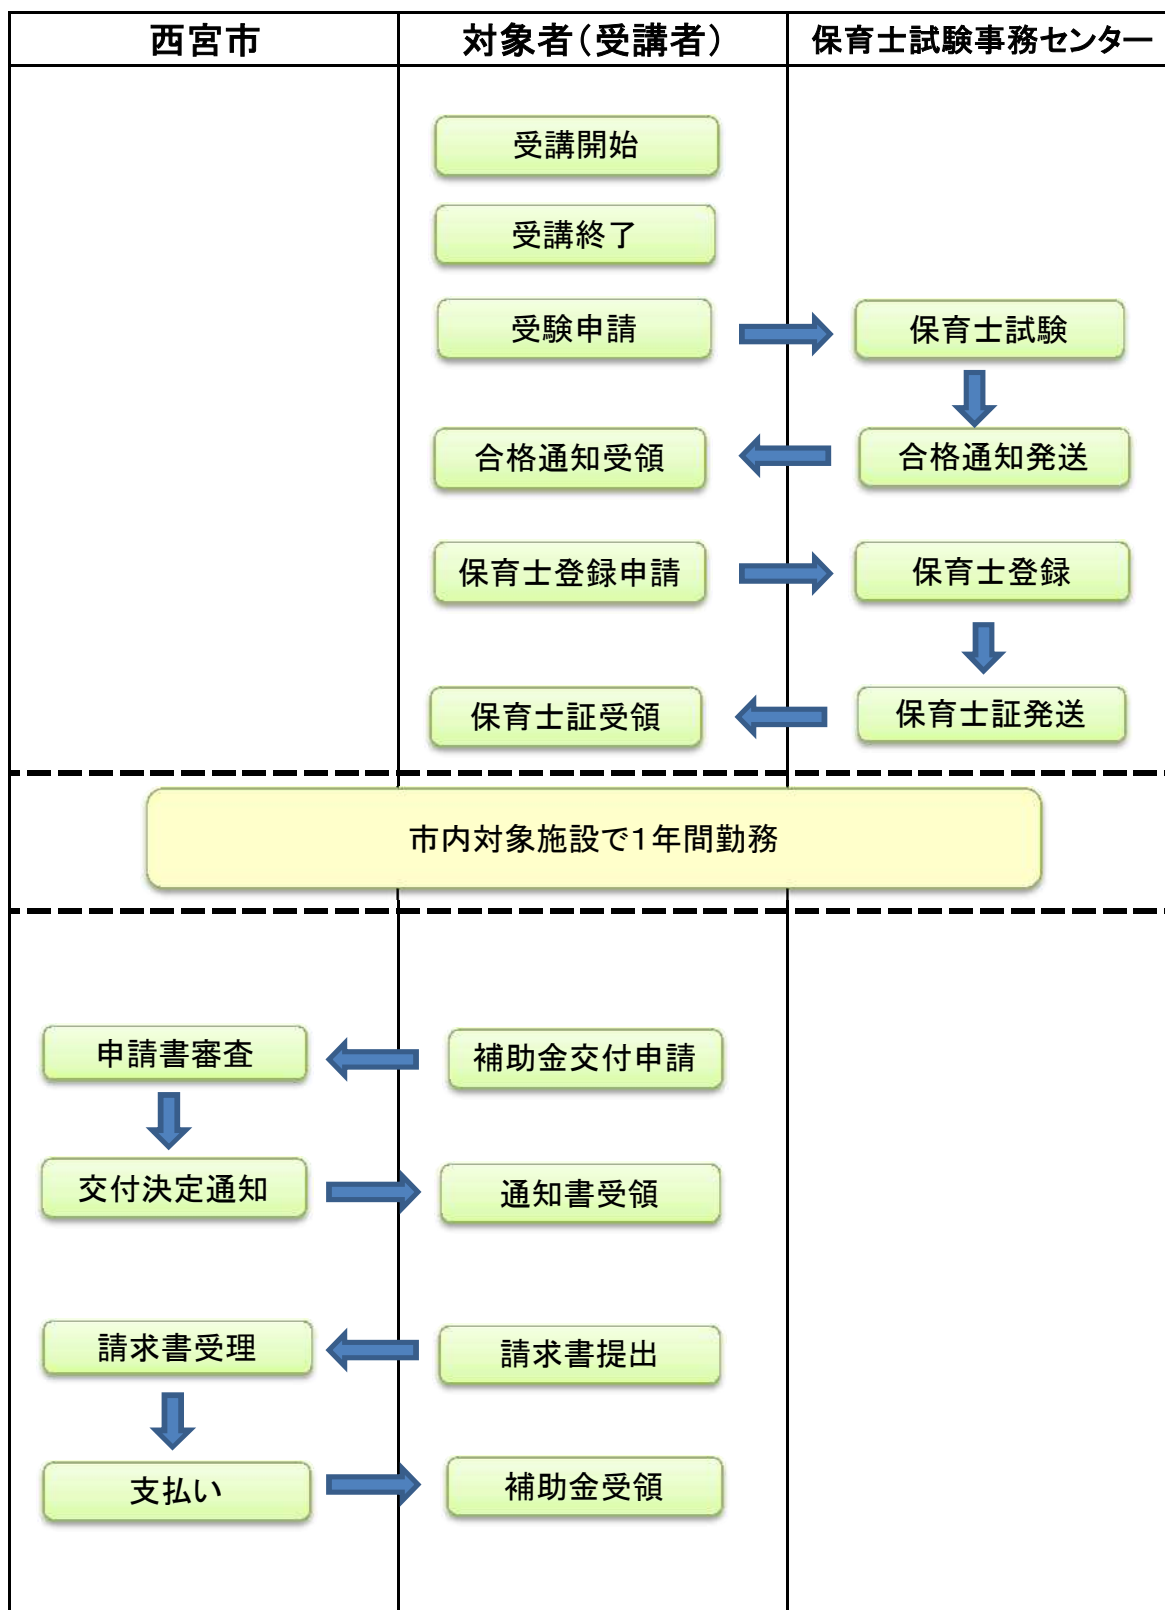 西宮市
対象者(受講者)
保育士試験事務センター
受講開始
受講終了
受験申請
保育士試験
合格通知受領
合格通知発送
保育士登録申請
保育士登録
保育士証受領
保育士証発送
市内対象施設で1年間勤務
申請書審査
補助金交付申請
交付決定通知
通知書受領
請求書受理
請求書提出
支払い
補助金受領